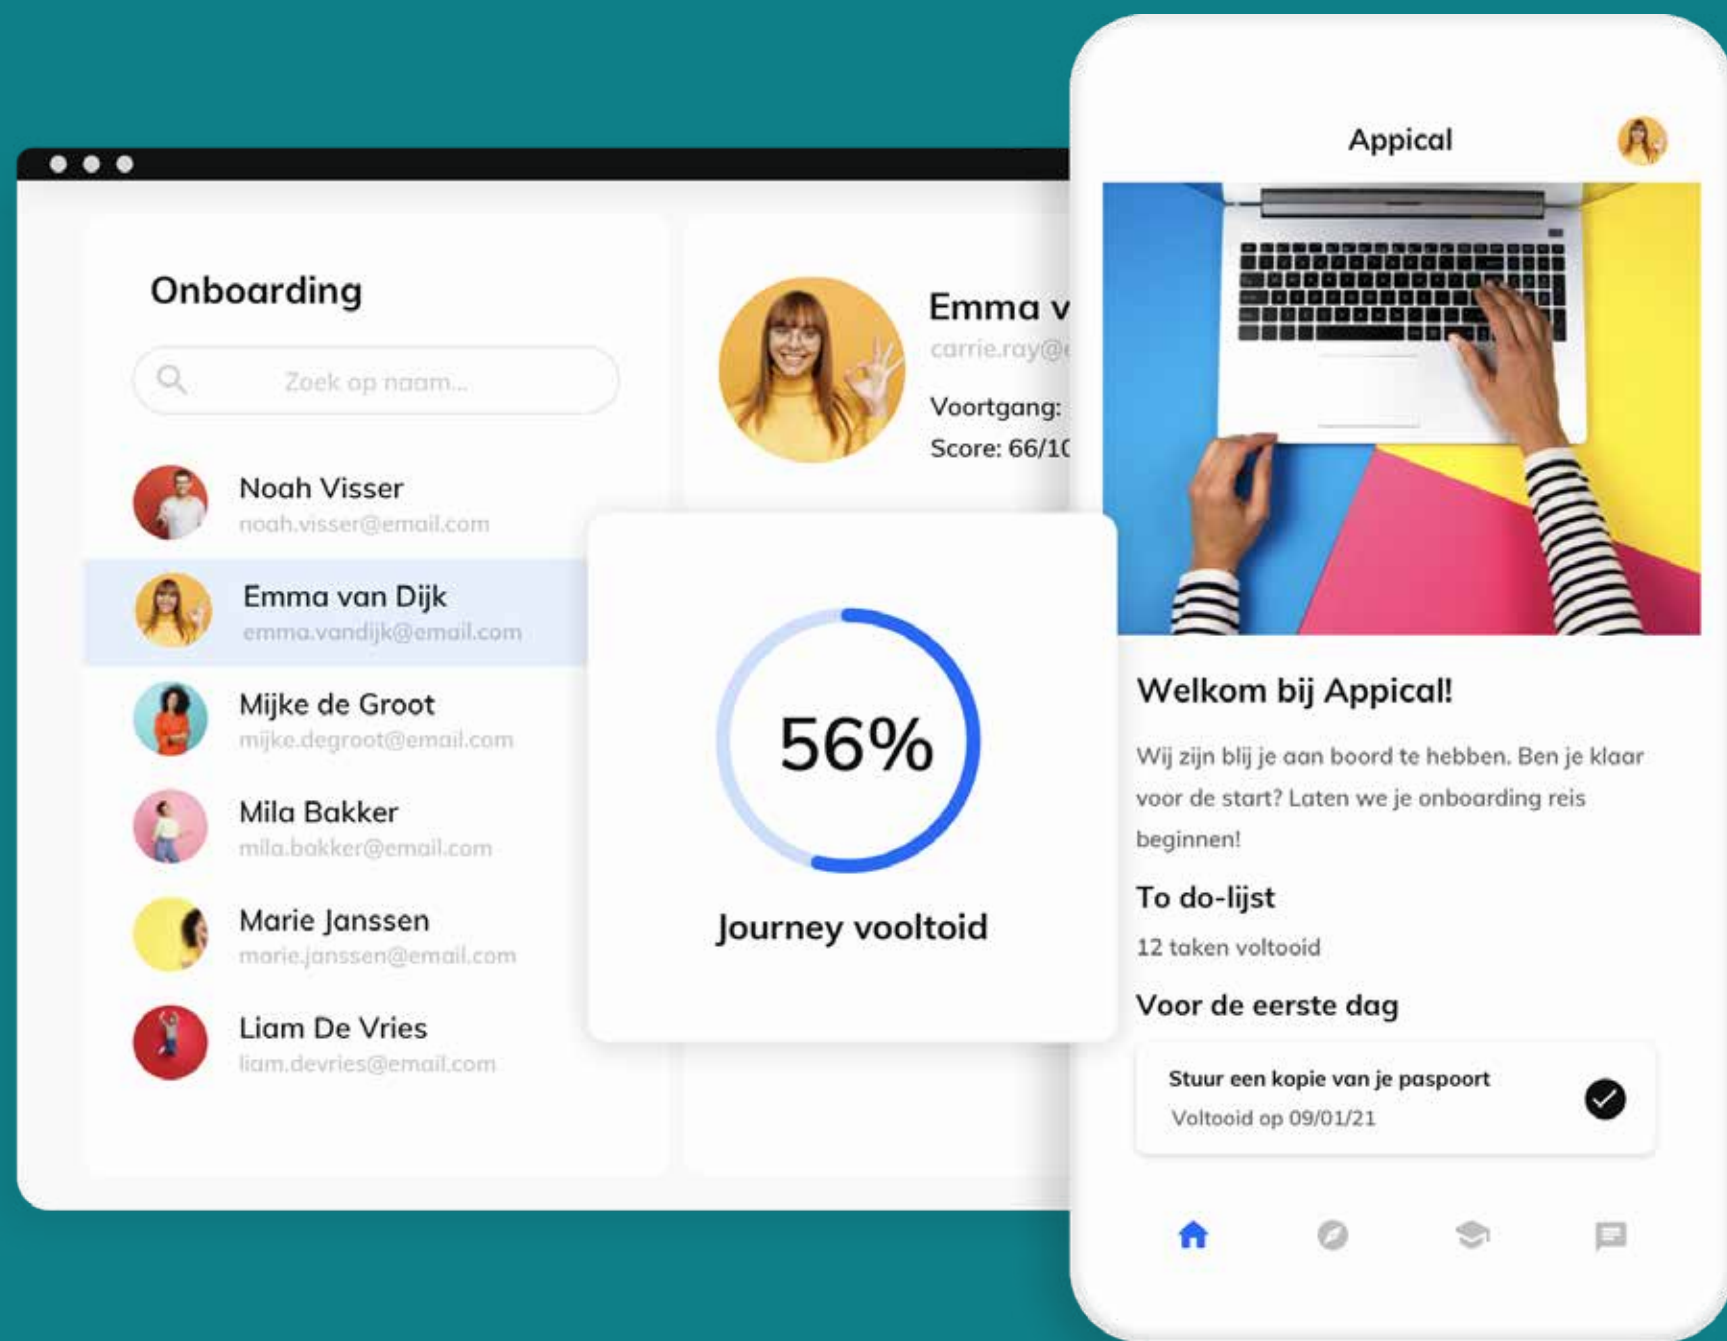 Onboarding
Zoek op naam...
Noah Visser
noah.visser@email.com
Emma van Dijk
emma.vandijk@email.com
Mijke de Groot
mijke.degroot@email.com
Mila Bakker
mila.bakker@email.com
Marie Janssen
marie.janssen@email.com
Liam De Vries
liam.devries@email.com
Emma v
carrie.ray@
Voortgang:
Score: 66/10
56%
Journey vooltoid
Appical
Welkom bij Appical!
Wij zijn blij je aan boord te hebben. Ben je klaar
voor de start? Laten we je onboarding reis
beginnen!
To do-lijst
12 taken voltooid
Voor de eerste dag
Stuur een kopie van je paspoort
Voltooid op 09/01/21